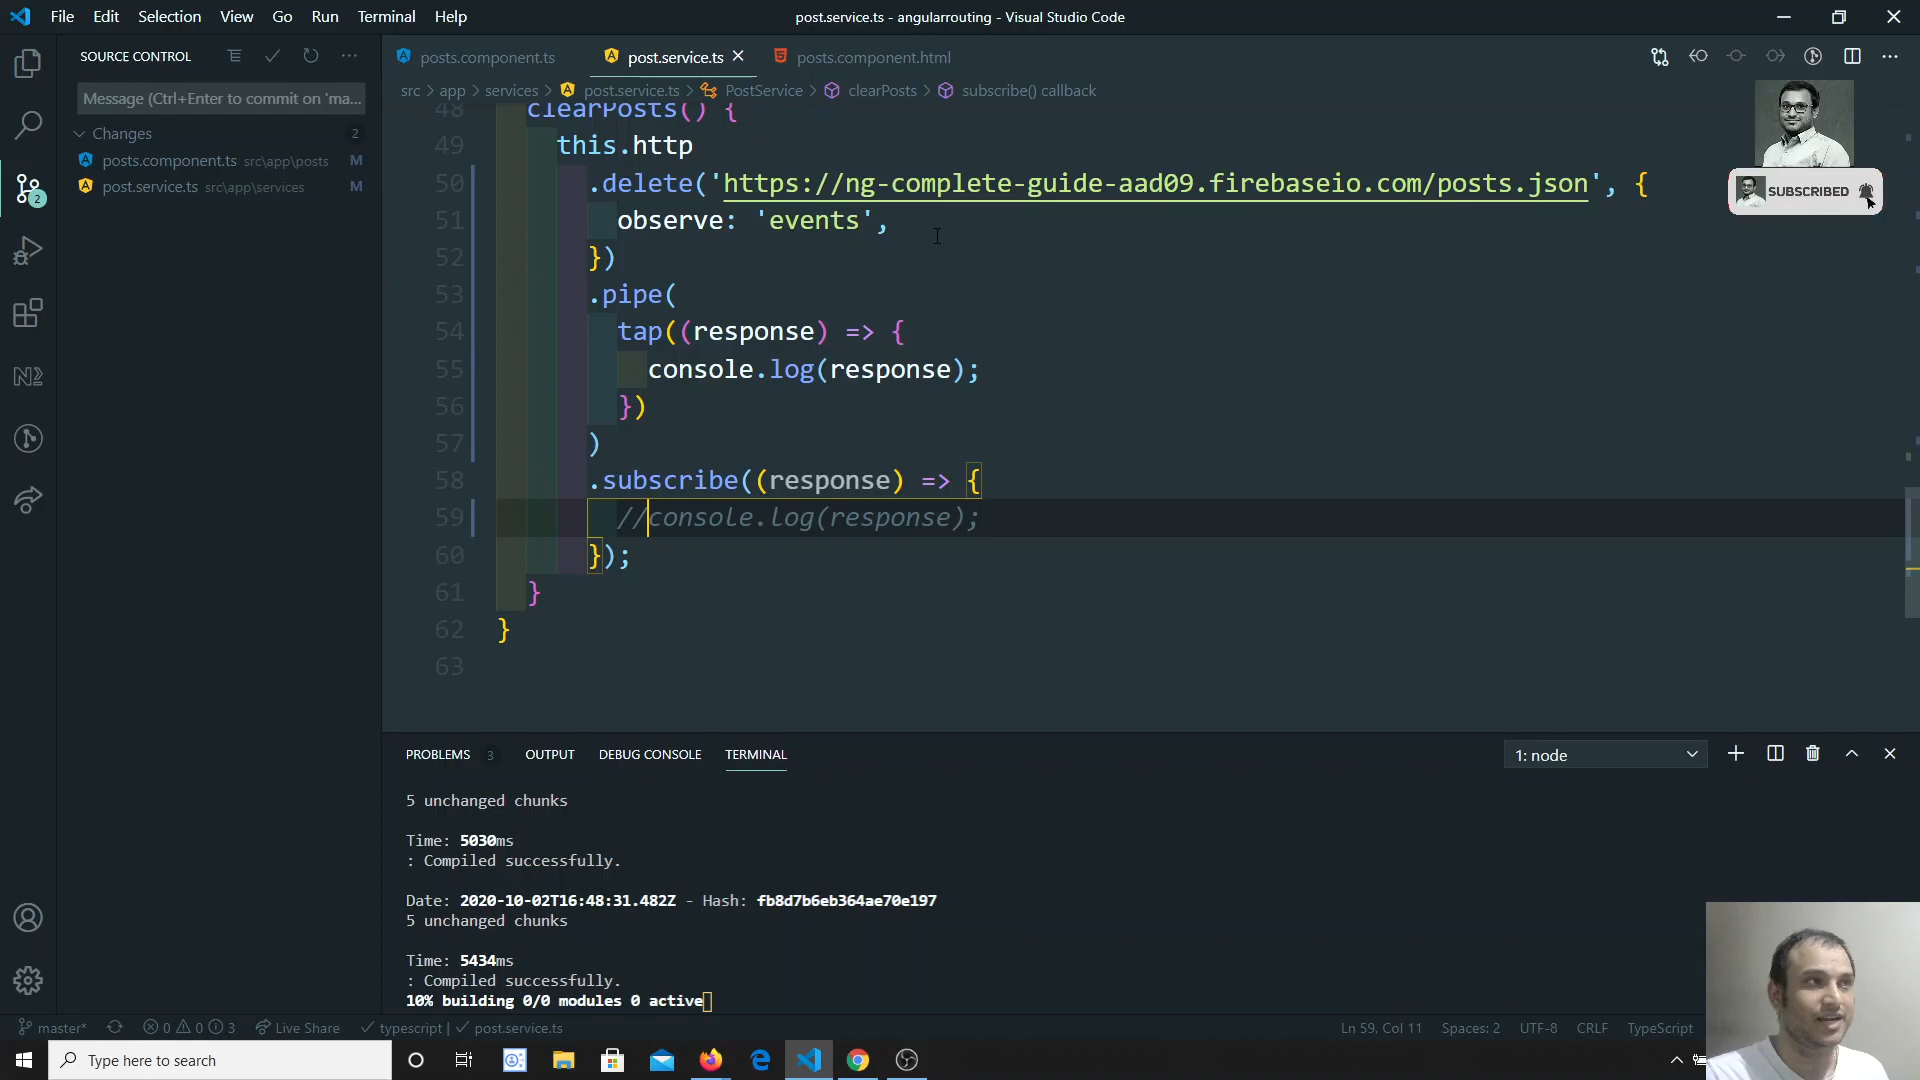 File Edit Selection View Go Run Terminal Help
post.service.ts - angularrouting - Visual Studio Code
SOURCE CONTROL
Message (Ctrl+Enter to commit on 'ma...
Changes 2
posts.component.ts src\app\posts M
post.service.ts src\app\services M
2
posts.component.ts post.service.ts posts.component.html
src > app > services > post.service.ts > PostService > clearPosts > subscribe() callback
48 clearPosts() {
49 this.http
50 .delete('https://ng-complete-guide-aad09.firebaseio.com/posts.json', {
51 observe: 'events',
52 })
53 .pipe(
54 tap((response) => {
55 console.log(response);
56 })
57 )
58 .subscribe((response) => {
59 //console.log(response);
60 });
61 }
62 }
63
SUBSCRIBED
PROBLEMS 3 OUTPUT DEBUG CONSOLE TERMINAL
1: node
5 unchanged chunks
Time: 5030ms
: Compiled successfully.
Date: 2020-10-02T16:48:31.482Z - Hash: fb8d7b6eb364ae70e197
5 unchanged chunks
Time: 5434ms
: Compiled successfully.
10% building 0/0 modules 0 active
master* 0 0 3 Live Share typescript | post.service.ts
Ln 59, Col 11 Spaces: 2 UTF-8 CRLF TypeScript
Type here to search